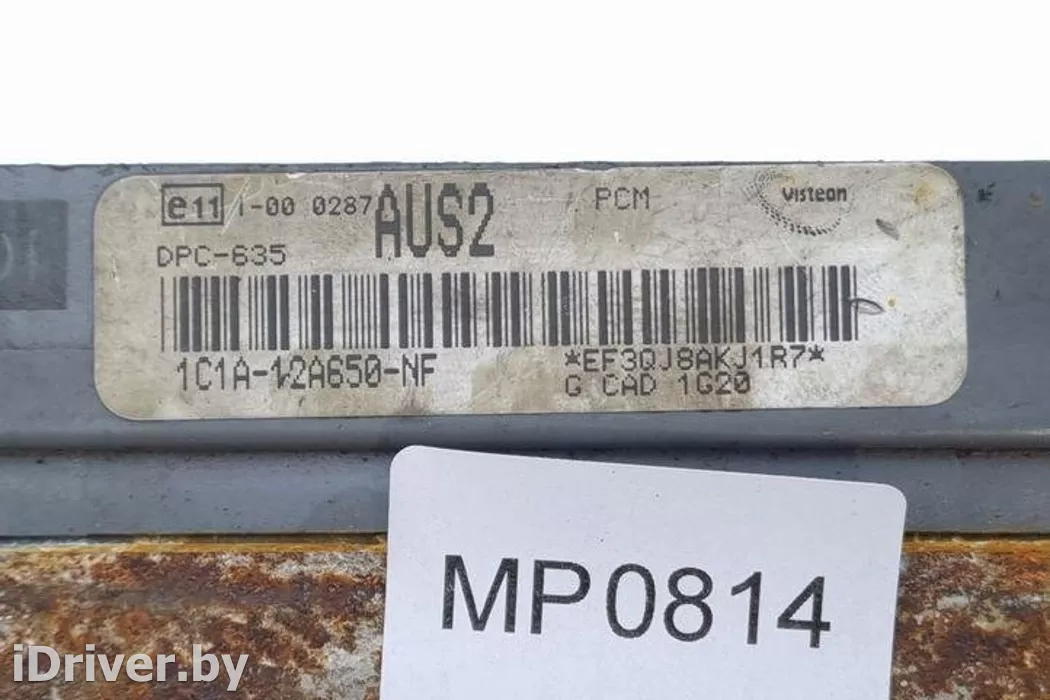 e11 1-00 0287 AUS2 PCM Visteon
DPC-635
1C1A-12A650-NF *EF3QJ8AKJ1R7*
G CAD 1G20
MP0814
iDriver.by